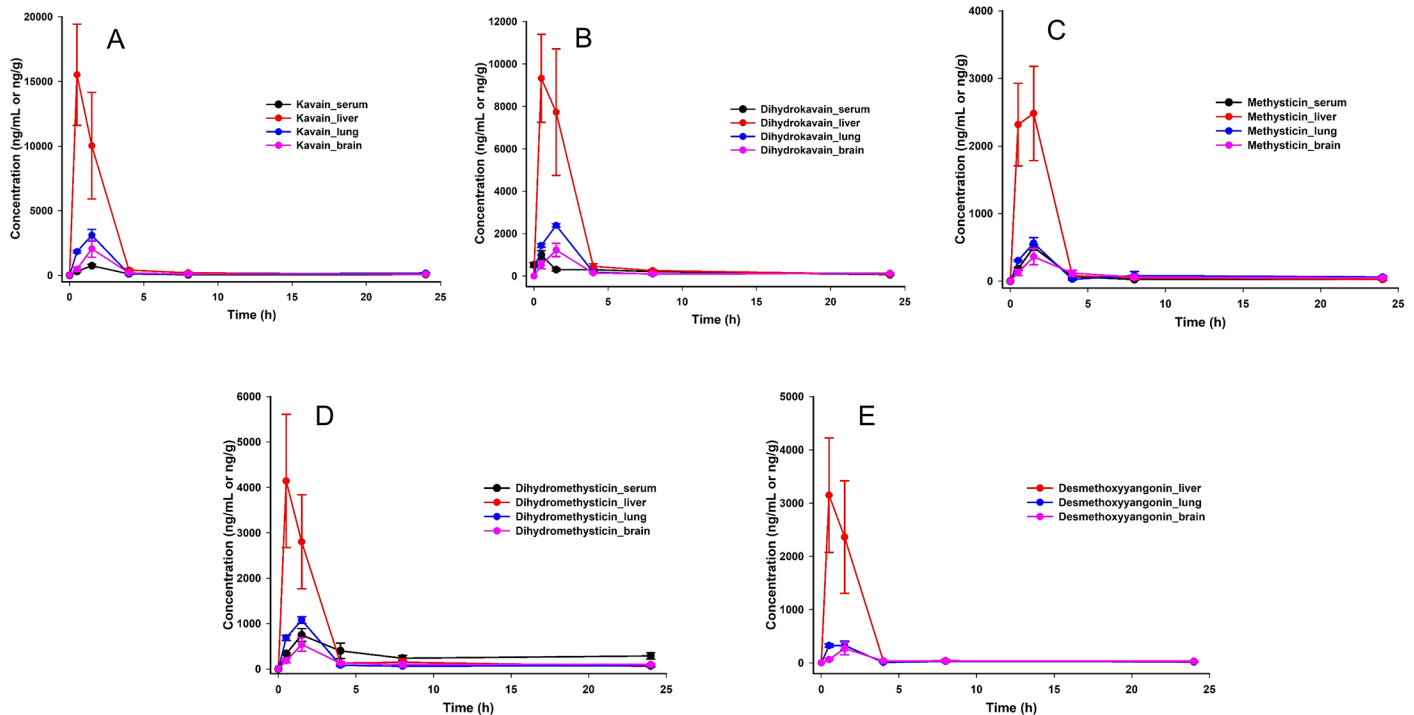 A
Concentration (ng/mL or ng/g)
20000
15000
10000
5000
0
0
5
10
15
20
25
Time (h)
Kavain_serum
Kavain_liver
Kavain_lung
Kavain_brain
B
Concentration (ng/mL or ng/g)
12000
10000
8000
6000
4000
2000
0
0
5
10
15
20
25
Time (h)
Dihydrokavain_serum
Dihydrokavain_liver
Dihydrokavain_lung
Dihydrokavain_brain
C
Concentration (ng/mL or ng/g)
4000
3000
2000
1000
0
0
5
10
15
20
25
Time (h)
Methysticin_serum
Methysticin_liver
Methysticin_lung
Methysticin_brain
D
Concentration (ng/mL or ng/g)
6000
5000
4000
3000
2000
1000
0
0
5
10
15
20
25
Time (h)
Dihydromethysticin_serum
Dihydromethysticin_liver
Dihydromethysticin_lung
Dihydromethysticin_brain
E
Concentration (ng/mL or ng/g)
5000
4000
3000
2000
1000
0
0
5
10
15
20
25
Time (h)
Desmethoxyyangonin_liver
Desmethoxyyangonin_lung
Desmethoxyyangonin_brain